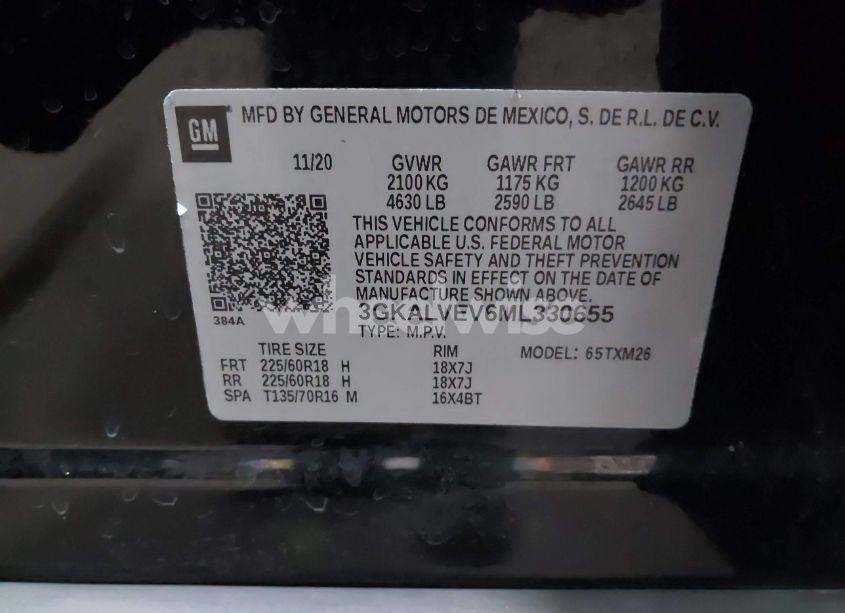 GM
MFD BY GENERAL MOTORS DE MEXICO, S. DE R.L. DE C.V.
11/20 GVWR GAWR FRT GAWR RR
2100 KG 1175 KG 1200 KG
4630 LB 2590 LB 2645 LB
THIS VEHICLE CONFORMS TO ALL
APPLICABLE U.S. FEDERAL MOTOR
VEHICLE SAFETY AND THEFT PREVENTION
STANDARDS IN EFFECT ON THE DATE OF
MANUFACTURE SHOWN ABOVE.
384A
3GKALVEV6ML330655
TYPE: M.P.V.
TIRE SIZE RIM MODEL: 65TXM26
FRT 225/60R18 H 18X7J
RR 225/60R18 H 18X7J
SPA T135/70R16 M 16X4BT